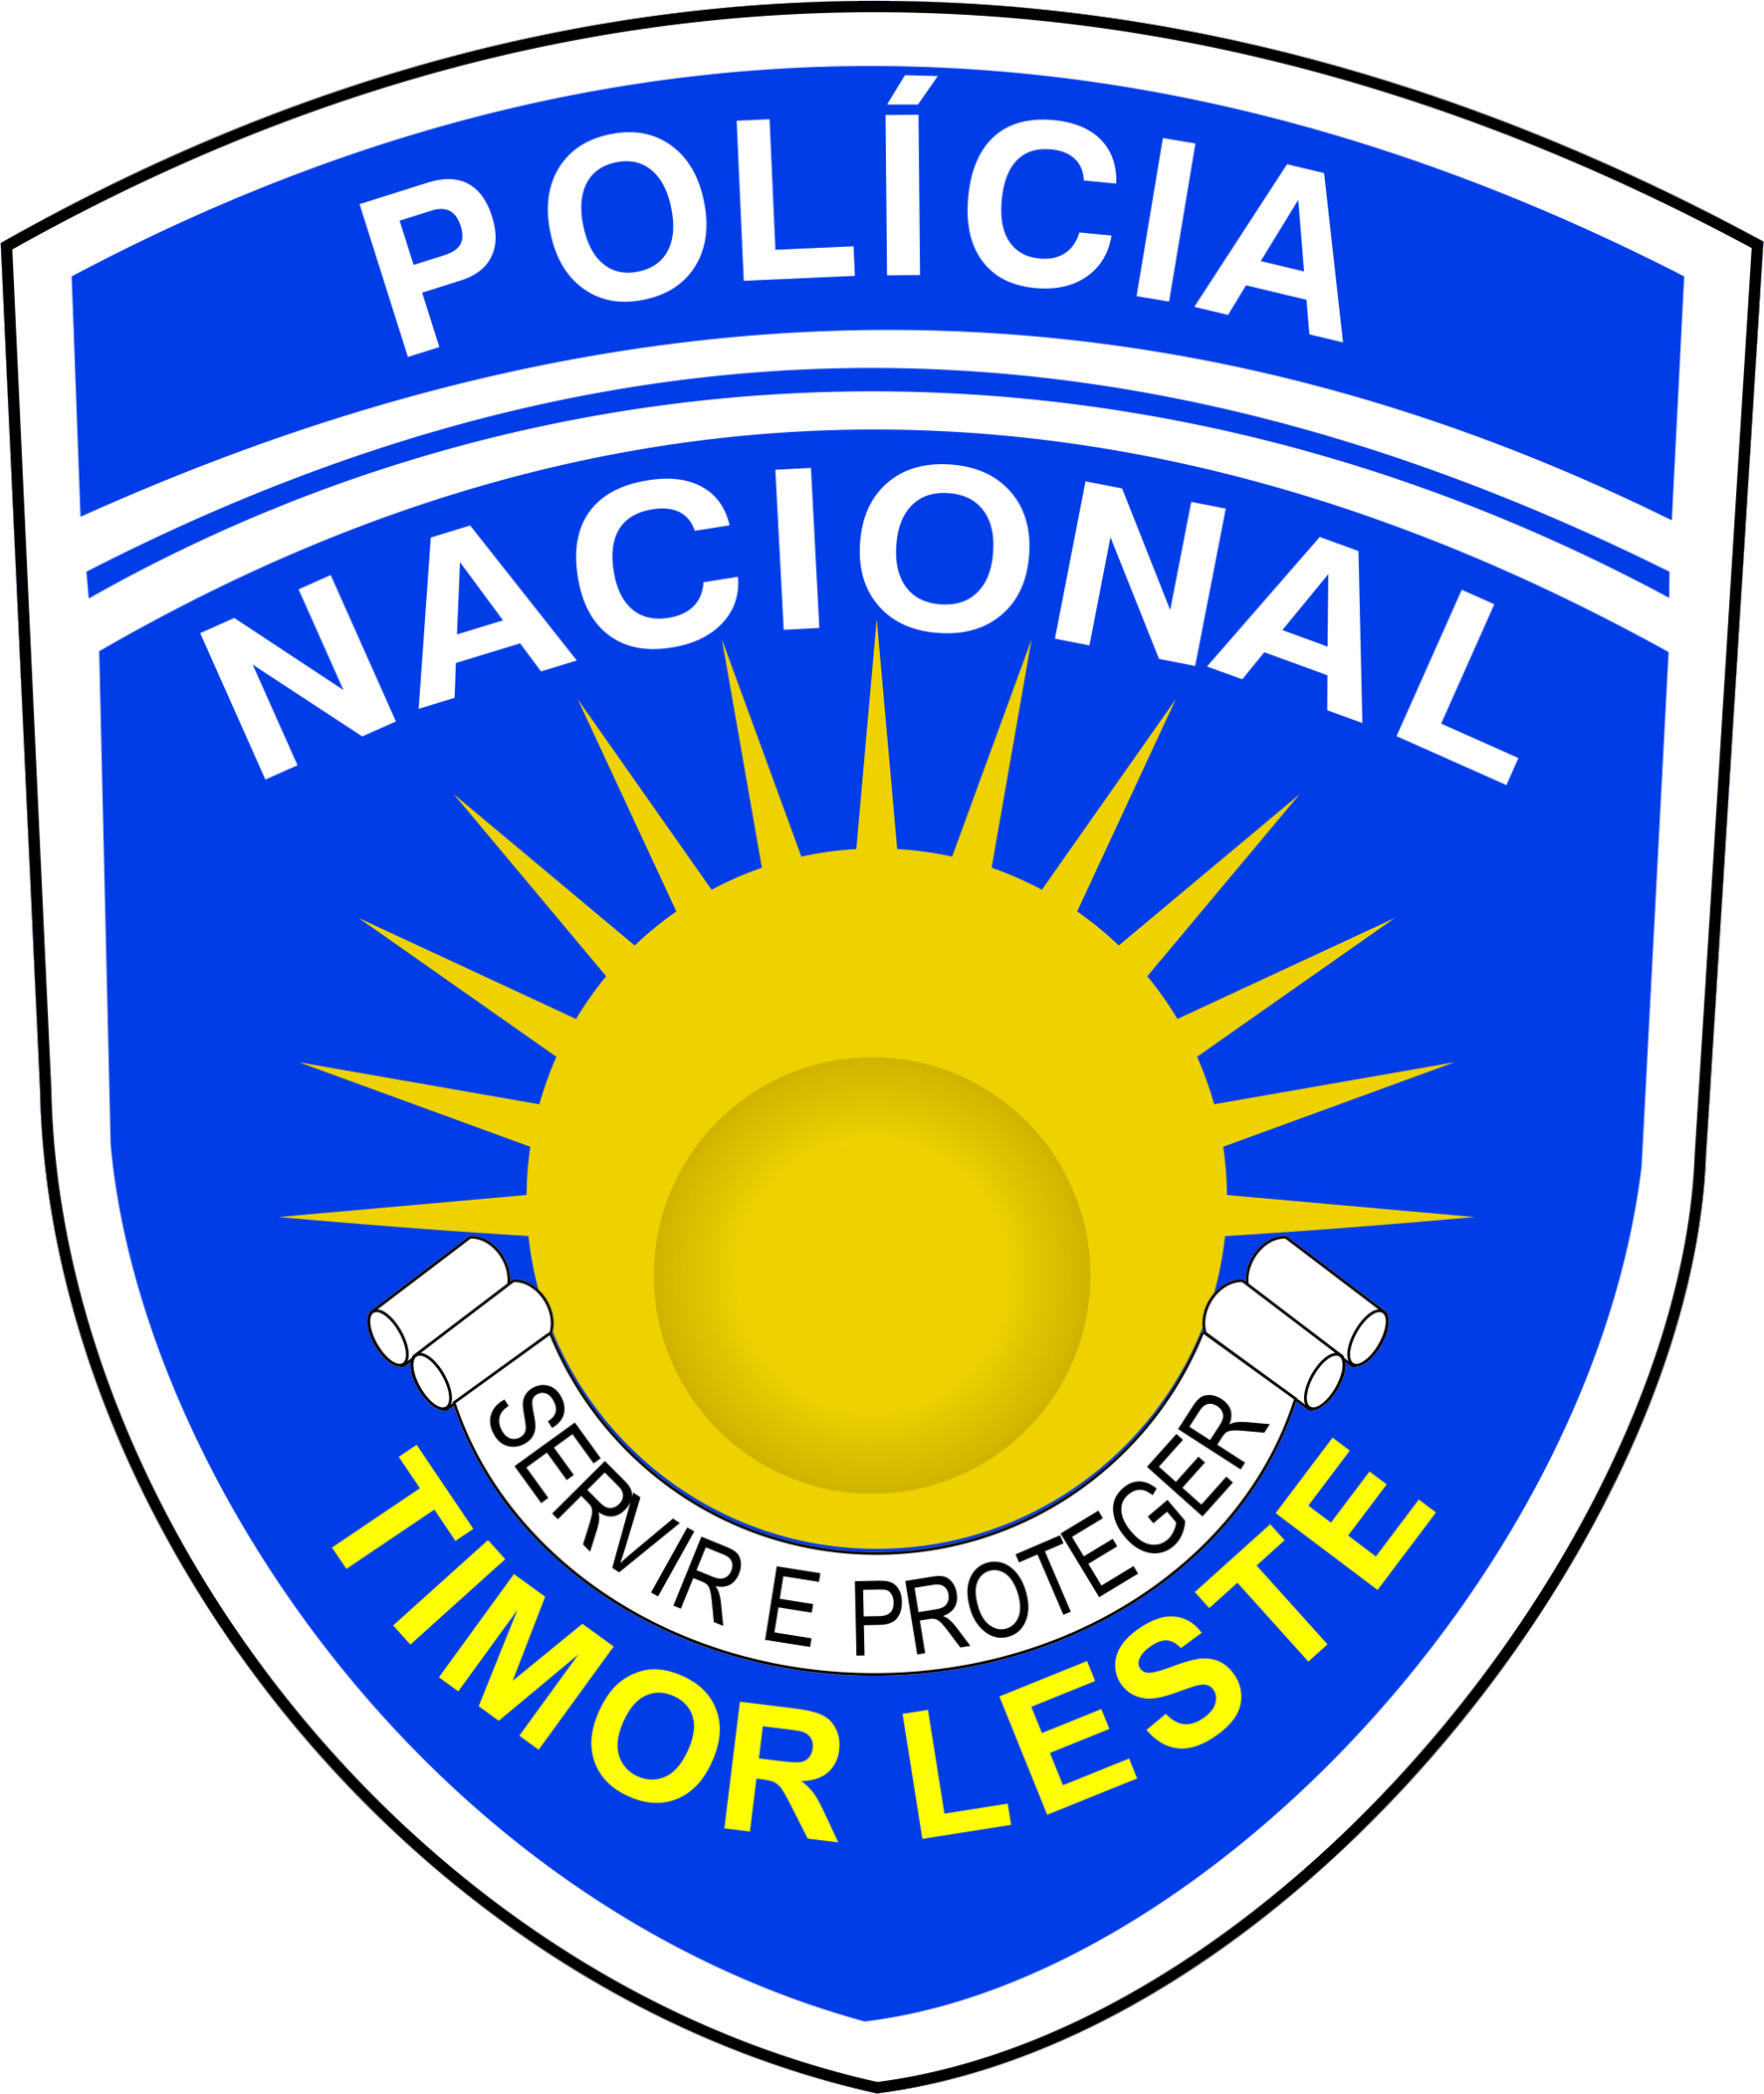 POLÍCIA
NACIONAL
SERVIR E PROTEGER
TIMOR LESTE